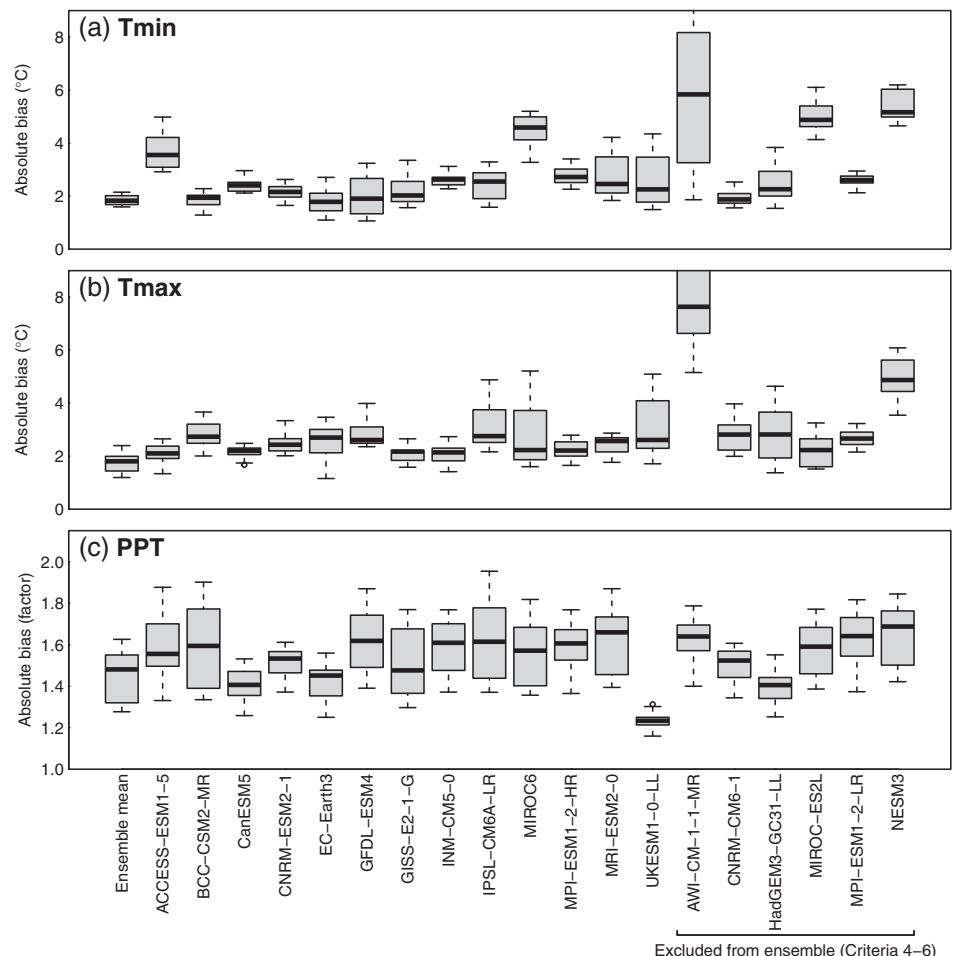 (a) Tmin
Absolute bias (°C)
8
6
4
2
0
(b) Tmax
Absolute bias (°C)
8
6
4
2
0
(c) PPT
Absolute bias (factor)
2.0
1.8
1.6
1.4
1.2
1.0
Ensemble mean
ACCESS−ESM1−5
BCC−CSM2−MR
CanESM5
CNRM−ESM2−1
EC−Earth3
GFDL−ESM4
GISS−E2−1−G
INM−CM5−0
IPSL−CM6A−LR
MIROC6
MPI−ESM1−2−HR
MRI−ESM2−0
UKESM1−0−LL
AWI−CM−1−1−MR
CNRM−CM6−1
HadGEM3−GC31−LL
MIROC−ES2L
MPI−ESM1−2−LR
NESM3
Excluded from ensemble (Criteria 4−6)